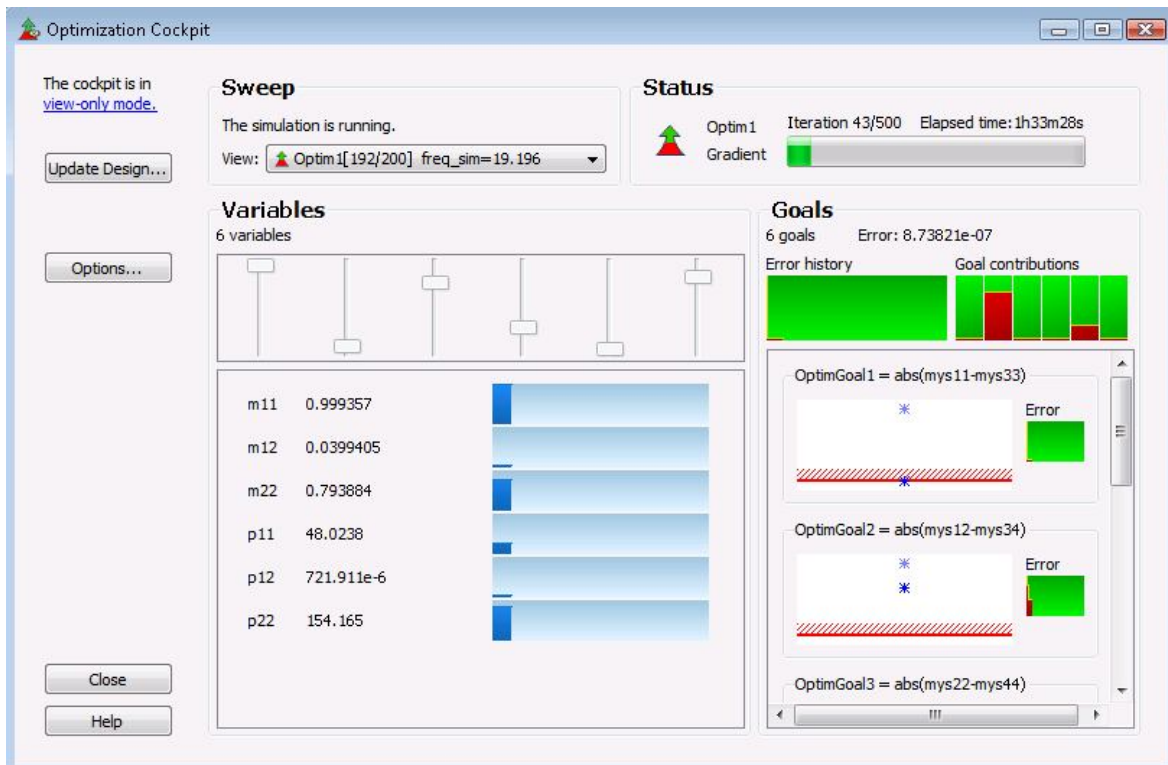 Optimization Cockpit
The cockpit is in
view-only mode.
Update Design...
Options...
Close
Help
Sweep
The simulation is running.
View: Optim1[192/200] freq_sim=19.196
Status
Optim1 Iteration 43/500 Elapsed time:1h33m28s
Gradient
Variables
6 variables
m11 0.999357
m12 0.0399405
m22 0.793884
p11 48.0238
p12 721.911e-6
p22 154.165
Goals
6 goals Error: 8.73821e-07
Error history Goal contributions
OptimGoal1 = abs(mys11-mys33)
Error
OptimGoal2 = abs(mys12-mys34)
Error
OptimGoal3 = abs(mys22-mys44)